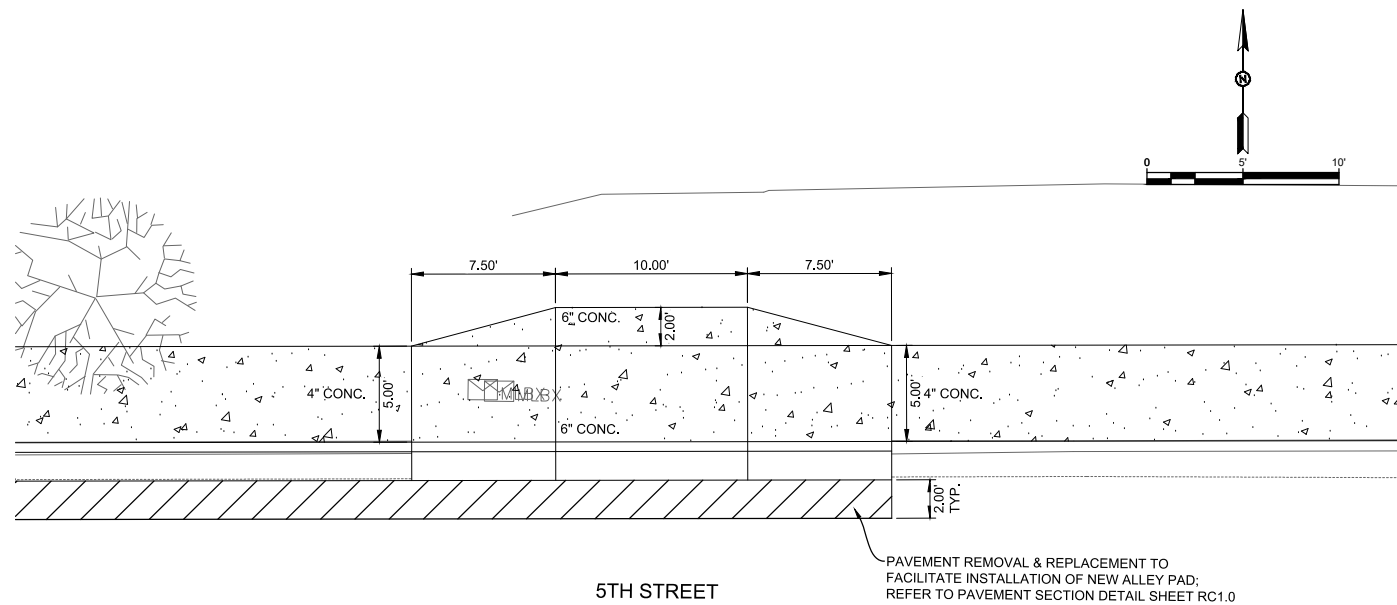 N
0 5' 10'
7.50' 10.00' 7.50'
6" CONC.
2.00'
4" CONC.
5.00'
5.00'
4" CONC.
6" CONC.
2.00'
TYP.
PAVEMENT REMOVAL & REPLACEMENT TO
FACILITATE INSTALLATION OF NEW ALLEY PAD;
REFER TO PAVEMENT SECTION DETAIL SHEET RC1.0
5TH STREET